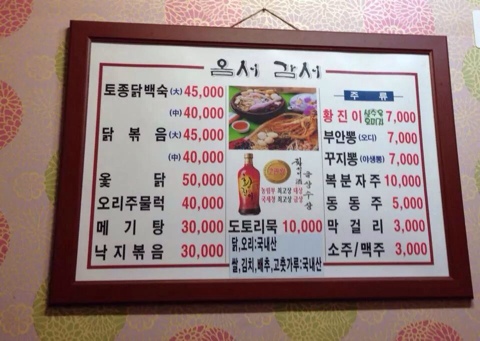 옴서 감서
토종닭백숙(大) 45,000
(中) 40,000
닭볶음(大) 45,000
(中) 40,000
옻닭 50,000
오리주물럭 40,000
메기탕 30,000
낙지볶음 30,000
도토리묵 10,000
닭,오리:국내산
쌀,김치,배추,고춧가루:국내산
주류
황진이 7,000
부안뽕(오디) 7,000
꾸지뽕(야생뽕) 7,000
복분자주 10,000
동동주 5,000
막걸리 3,000
소주/맥주 3,000